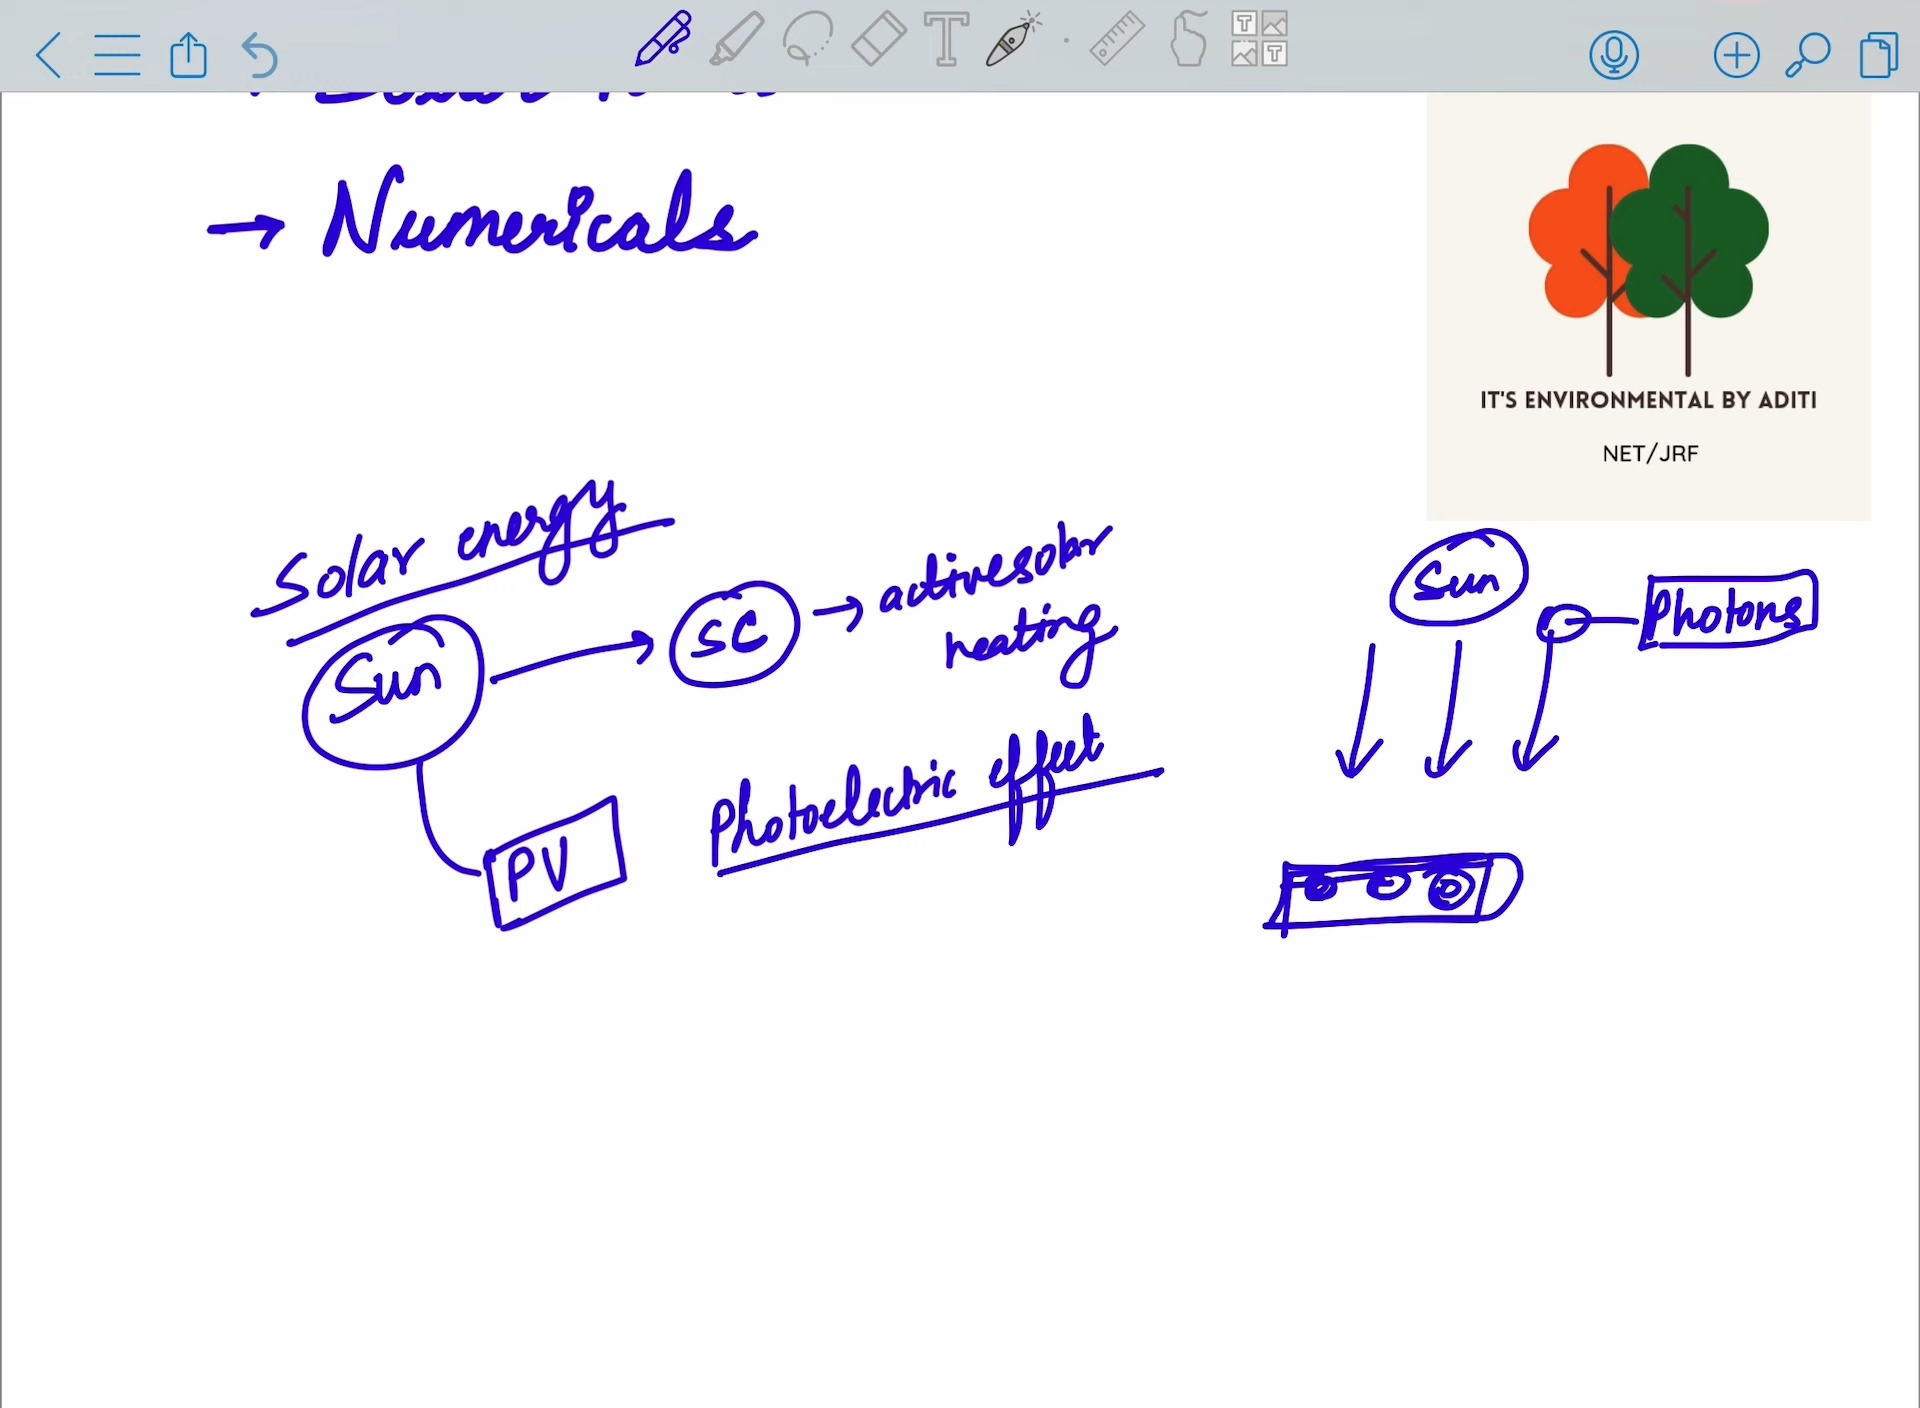 → Numericals
IT'S ENVIRONMENTAL BY ADITI
NET/JRF
Solar energy
Sun → SC → active solar
heating
PV
Photoelectric effect
Sun
Photons